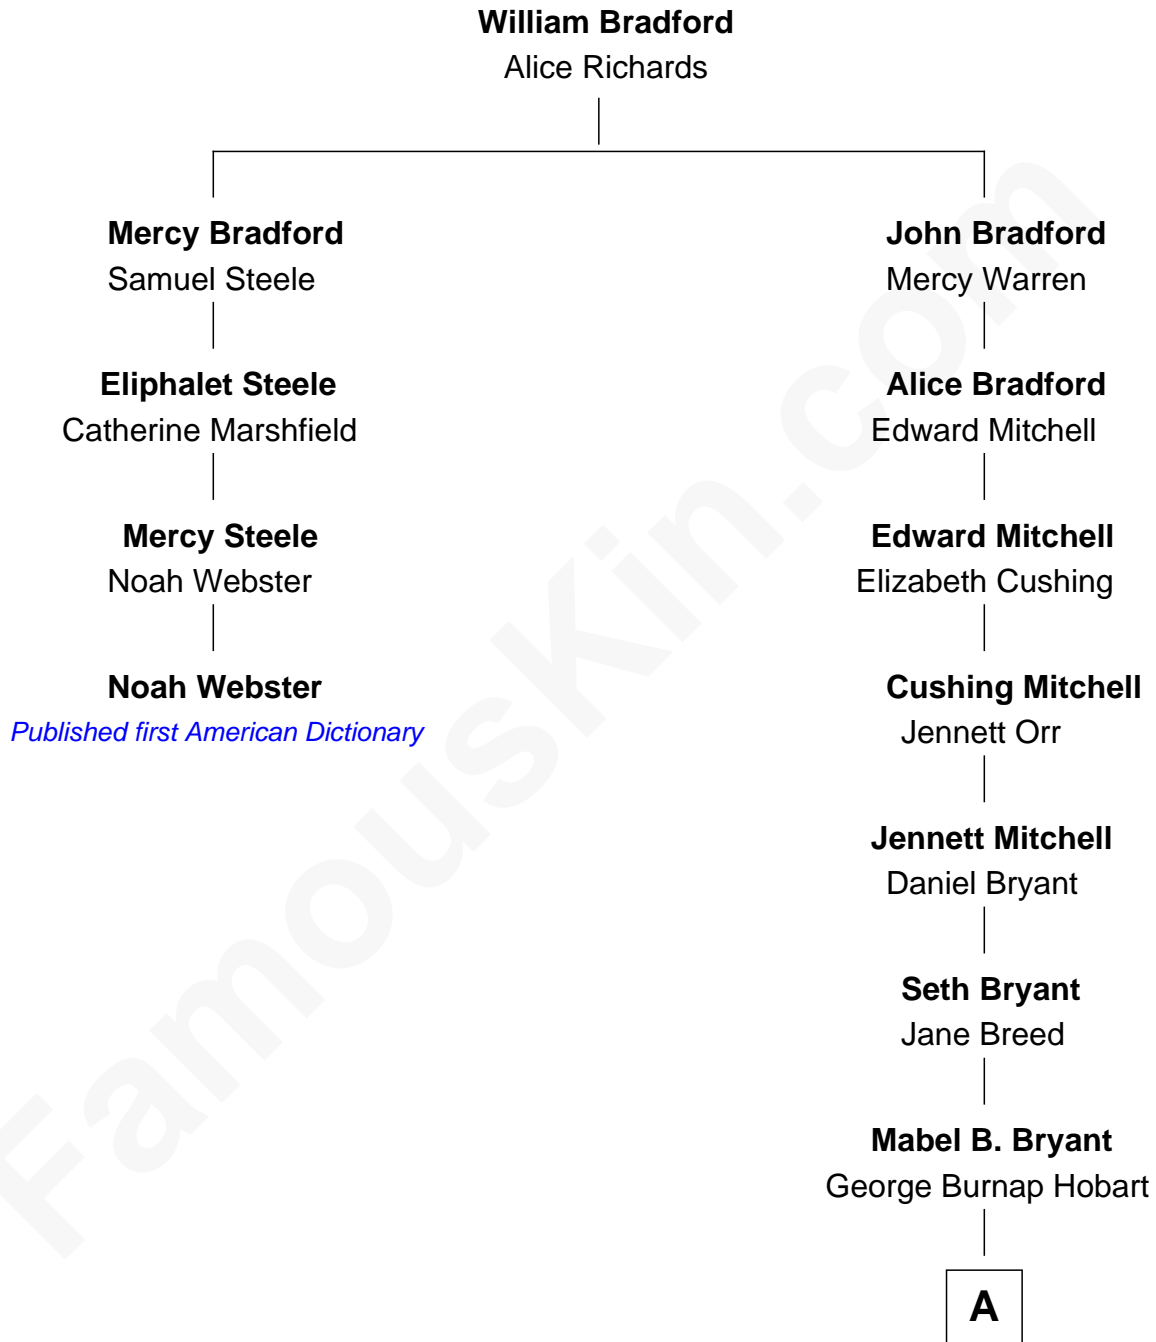 William Bradford
Alice Richards
Mercy Bradford
Samuel Steele
John Bradford
Mercy Warren
Eliphalet Steele
Catherine Marshfield
Alice Bradford
Edward Mitchell
Mercy Steele
Noah Webster
Edward Mitchell
Elizabeth Cushing
Noah Webster
Published first American Dictionary
Cushing Mitchell
Jennett Orr
Jennett Mitchell
Daniel Bryant
Seth Bryant
Jane Breed
Mabel B. Bryant
George Burnap Hobart
A
FamousKin.com